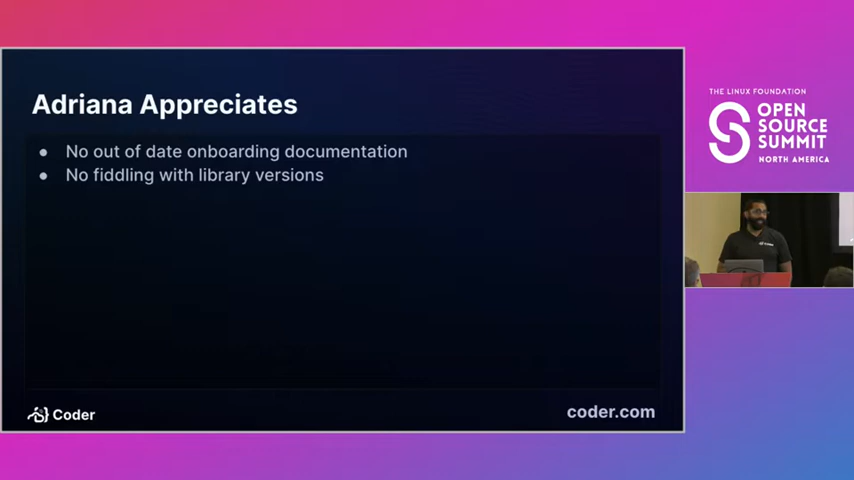 Adriana Appreciates
● No out of date onboarding documentation
● No fiddling with library versions
Coder
coder.com
THE LINUX FOUNDATION
OPEN
SOURCE
SUMMIT
NORTH AMERICA